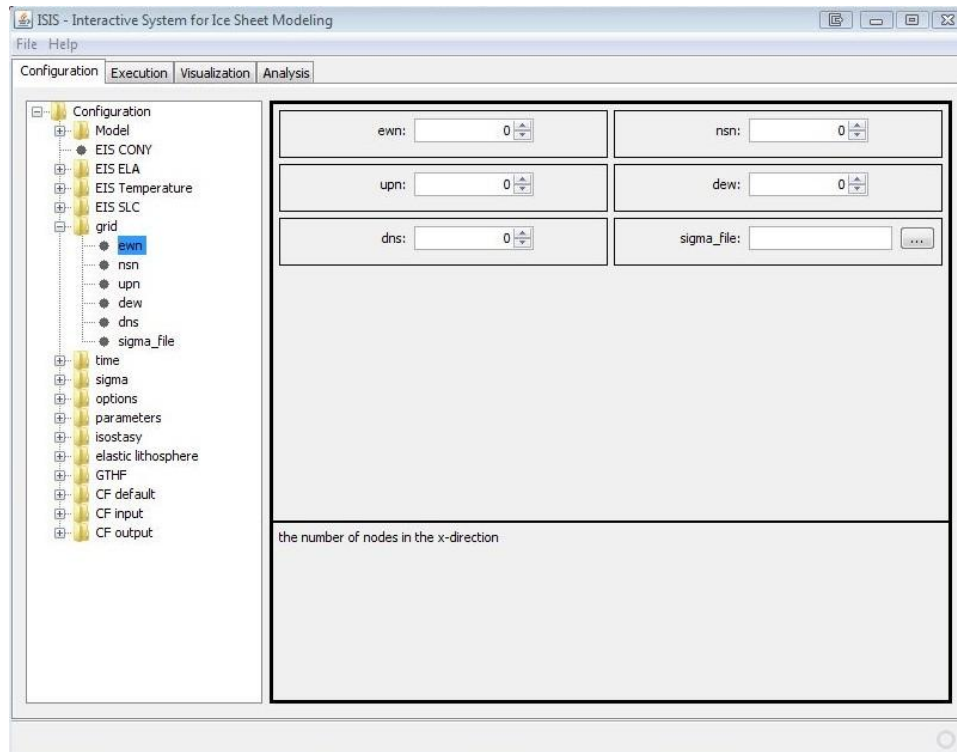 ISIS - Interactive System for Ice Sheet Modeling
File Help
Configuration Execution Visualization Analysis
Configuration
Model
EIS CONY
EIS ELA
EIS Temperature
EIS SLC
grid
ewn
nsn
upn
dew
dns
sigma_file
time
sigma
options
parameters
isostasy
elastic lithosphere
GTHF
CF default
CF input
CF output
ewn: 0 nsn: 0
upn: 0 dew: 0
dns: 0 sigma_file: ...
the number of nodes in the x-direction